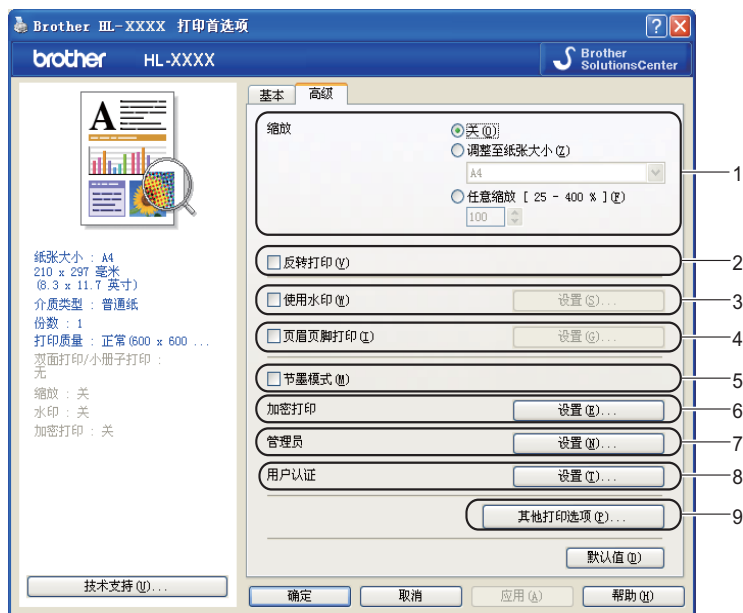 Brother HL-XXXX 打印首选项
brother HL-XXXX
Brother
SolutionsCenter
基本 高级
A
纸张大小 : A4
210 x 297 毫米
(8.3 x 11.7 英寸)
介质类型 : 普通纸
份数 : 1
打印质量 : 正常(600 x 600 ...
双面打印/小册子打印 :
无
缩放 : 关
水印 : 关
加密打印 : 关
技术支持(U)...
缩放
关(O)
调整至纸张大小(Z)
A4
任意缩放 [ 25 - 400 % ](F)
100
1
反转打印(V)
2
使用水印(W) 设置(S)...
3
页眉页脚打印(I) 设置(G)...
4
节墨模式(M)
5
加密打印 设置(E)...
6
管理员 设置(N)...
7
用户认证 设置(T)...
8
其他打印选项(P)...
9
默认值(D)
确定 取消 应用(A) 帮助(H)